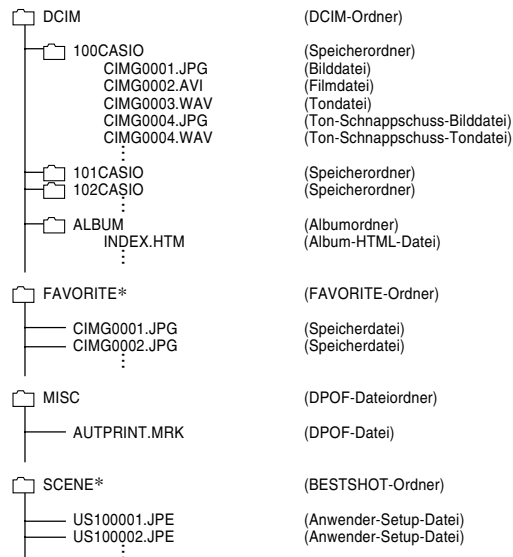 DCIM (DCIM-Ordner)
100CASIO (Speicherordner)
CIMG0001.JPG (Bilddatei)
CIMG0002.AVI (Filmdatei)
CIMG0003.WAV (Tondatei)
CIMG0004.JPG (Ton-Schnappschuss-Bilddatei)
CIMG0004.WAV (Ton-Schnappschuss-Tondatei)
101CASIO (Speicherordner)
102CASIO (Speicherordner)
ALBUM (Albumordner)
INDEX.HTM (Album-HTML-Datei)
FAVORITE* (FAVORITE-Ordner)
CIMG0001.JPG (Speicherdatei)
CIMG0002.JPG (Speicherdatei)
MISC (DPOF-Dateiordner)
AUTPRINT.MRK (DPOF-Datei)
SCENE* (BESTSHOT-Ordner)
US100001.JPE (Anwender-Setup-Datei)
US100002.JPE (Anwender-Setup-Datei)